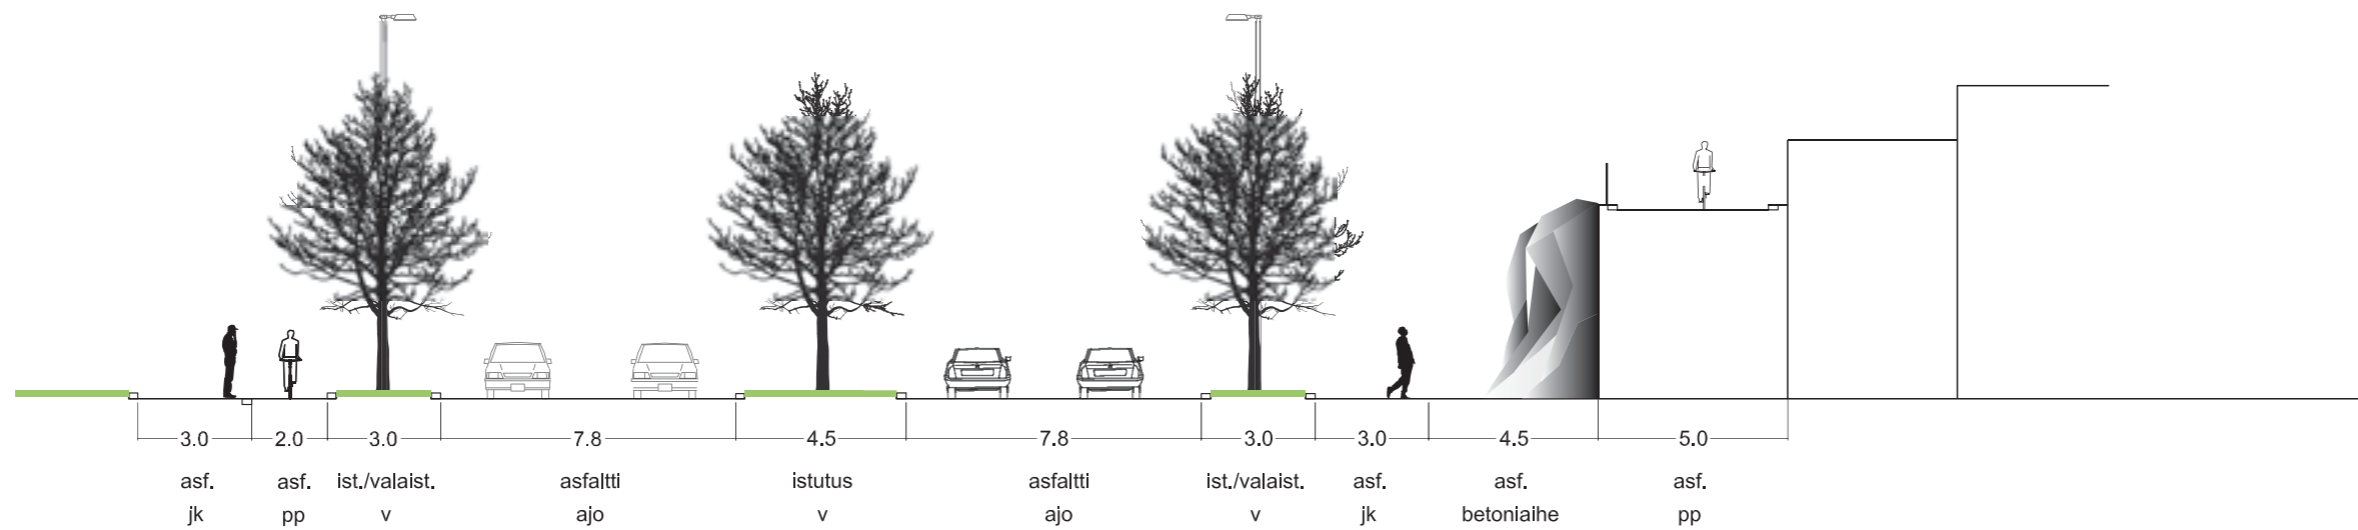 3.0 2.0 3.0 7.8 4.5 7.8 3.0 3.0 4.5 5.0
asf. asf. ist./valaist. asfaltti istutus asfaltti ist./valaist. asf. asf. asf.
jk pp v ajo v ajo v jk betoniaihe pp